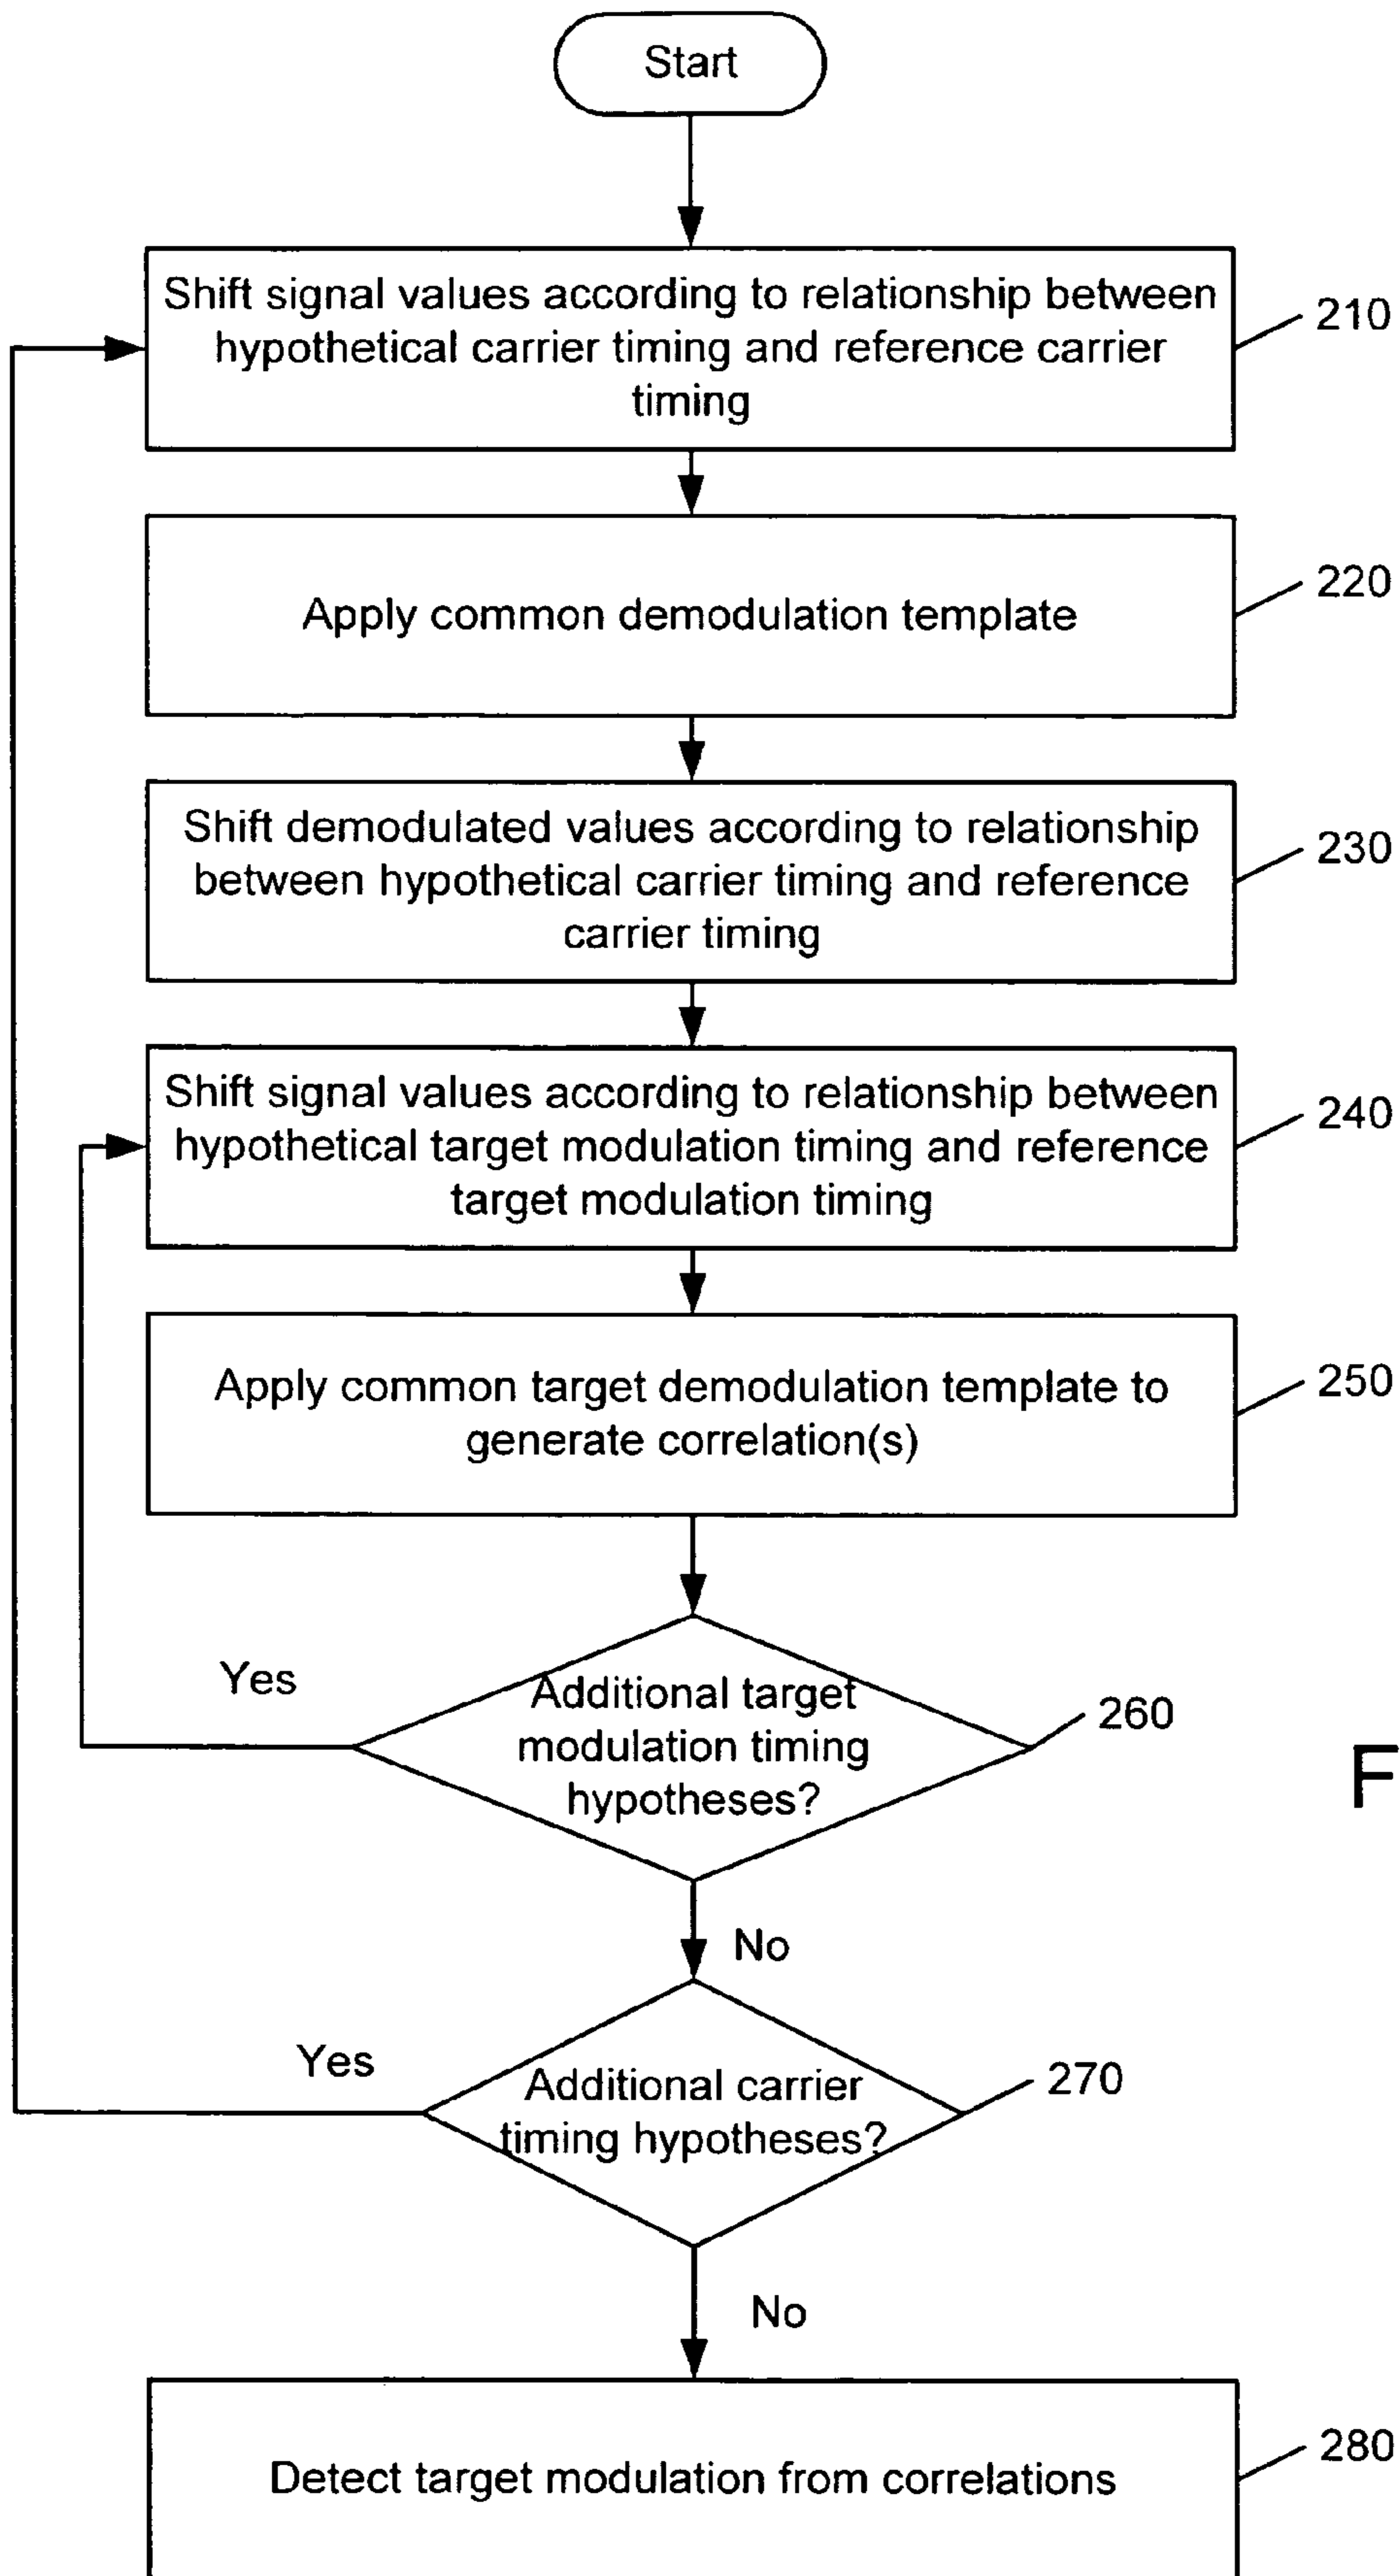 Start
Shift signal values according to relationship between
hypothetical carrier timing and reference carrier
timing
210
Apply common demodulation template
220
Shift demodulated values according to relationship
between hypothetical carrier timing and reference
carrier timing
230
Shift signal values according to relationship between
hypothetical target modulation timing and reference
target modulation timing
240
Apply common target demodulation template to
generate correlation(s)
250
Yes
Additional target
modulation timing
hypotheses?
260
F
No
Yes
Additional carrier
timing hypotheses?
270
No
Detect target modulation from correlations
280